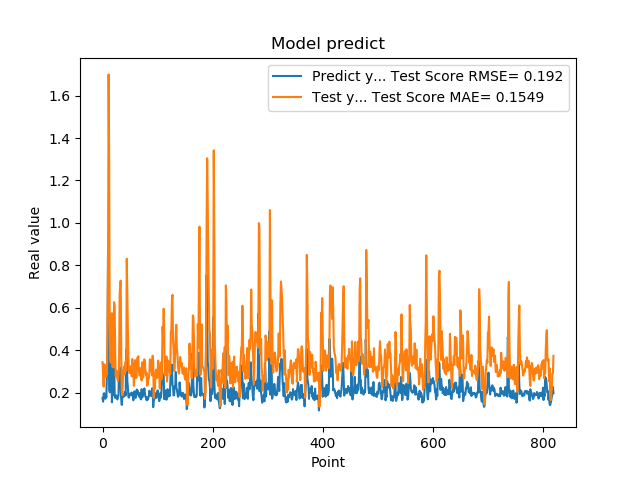 Model predict
Predict y... Test Score RMSE= 0.192
Test y... Test Score MAE= 0.1549
1.6
1.4
1.2
1.0
0.8
0.6
0.4
0.2
Real value
0 200 400 600 800
Point